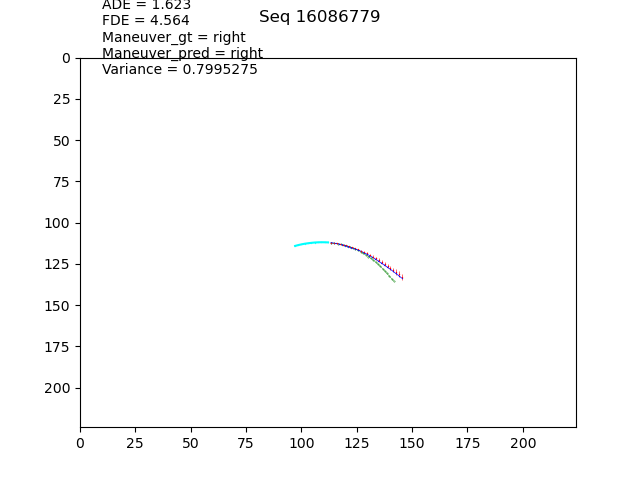 ADE = 1.623
Seq 16086779
FDE = 4.564
Maneuver_gt = right
Maneuver_pred = right
Variance = 0.7995275
0
25
50
75
100
125
150
175
200
0 25 50 75 100 125 150 175 200